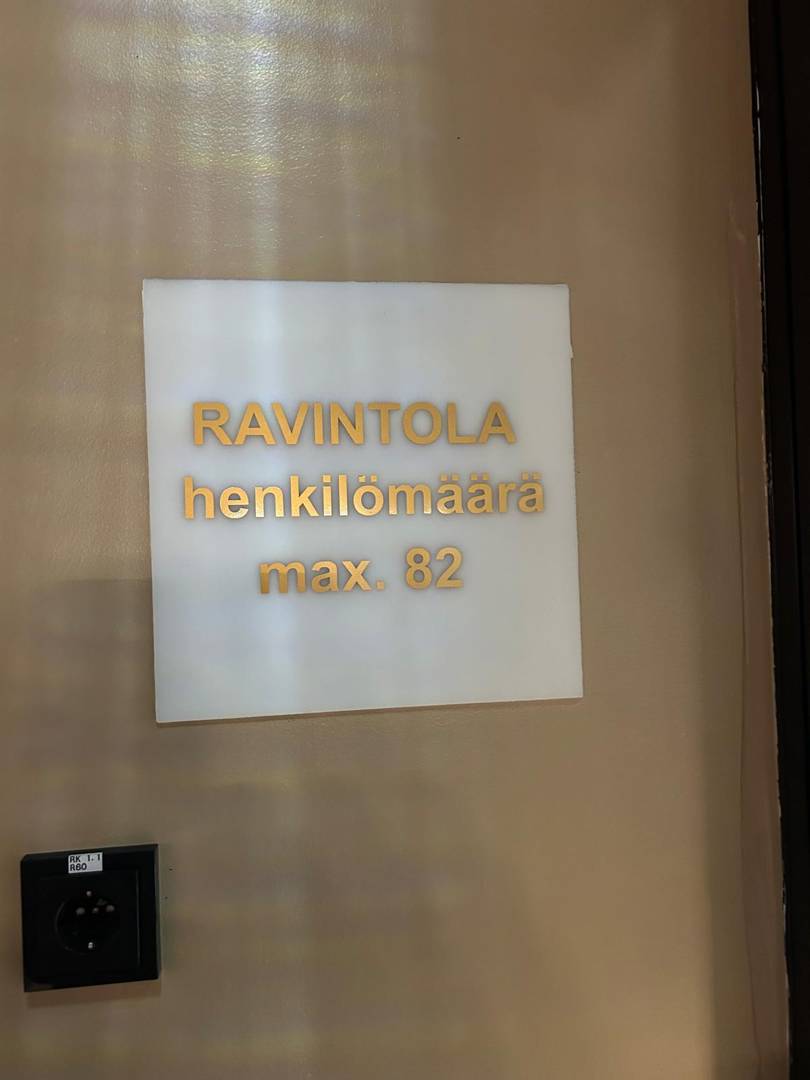 RAVINTOLA
henkilömäärä
max. 82
RK 1.1
R60